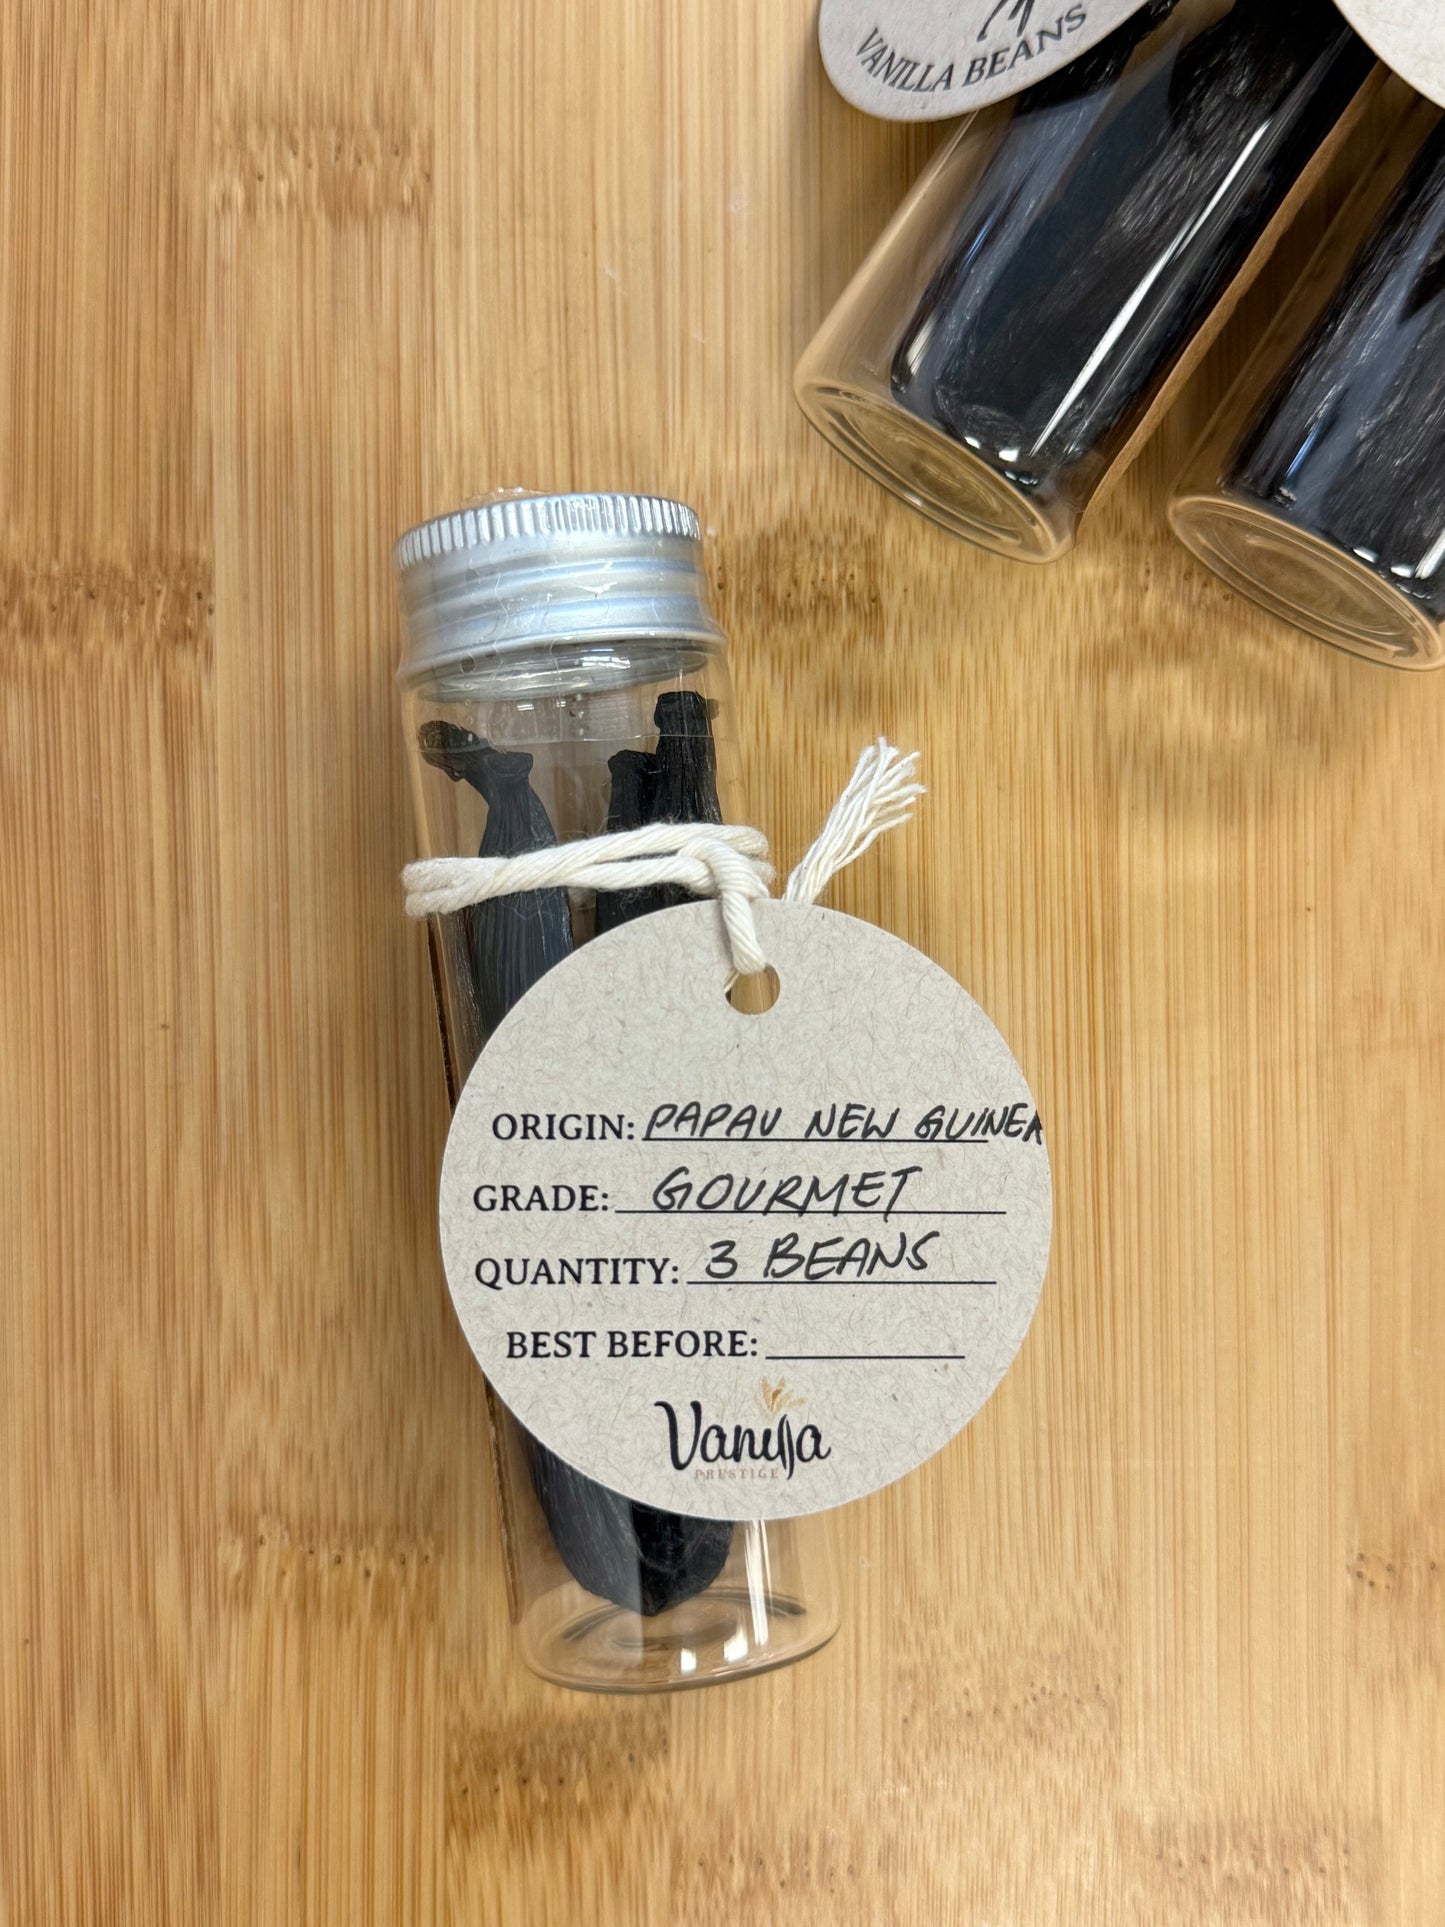 VANILLA BEANS
ORIGIN: PAPAU NEW GUINEA
GRADE: GOURMET
QUANTITY: 3 BEANS
BEST BEFORE:
Vanilla
PRESTIGE